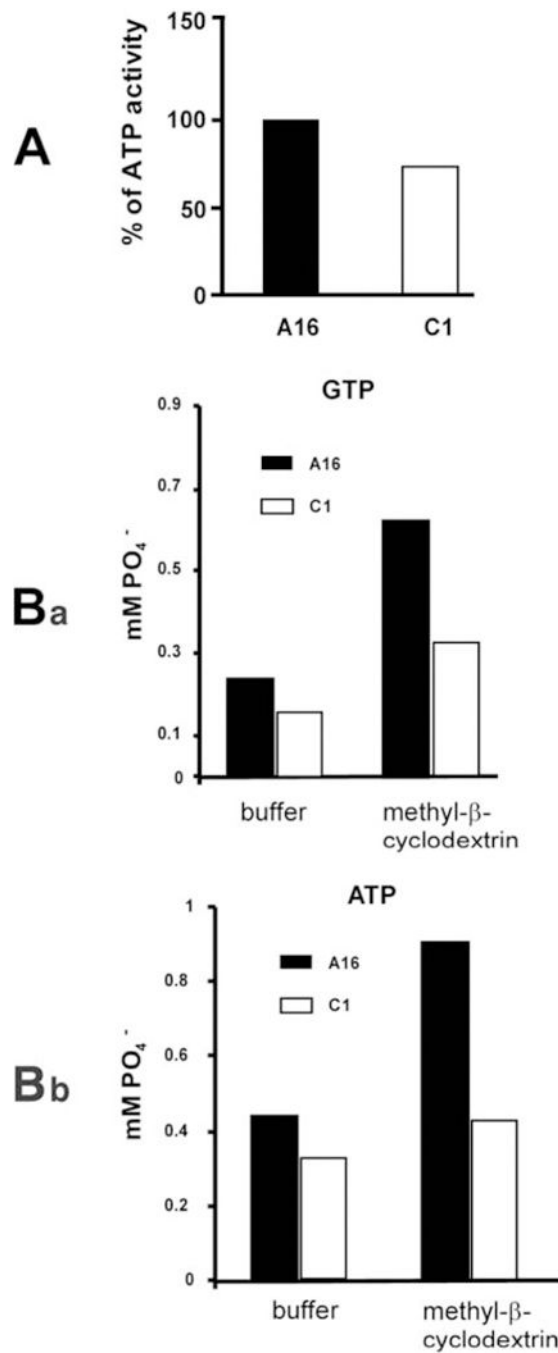 A
% of ATP activity
150
100
50
0
A16 C1
Ba
GTP
mM PO₄⁻
0.9
0.7
0.5
0.3
0.1
0
A16
C1
buffer methyl-β-
cyclodextrin
Bb
ATP
mM PO₄⁻
1
0.8
0.6
0.4
0.2
0
A16
C1
buffer methyl-β-
cyclodextrin